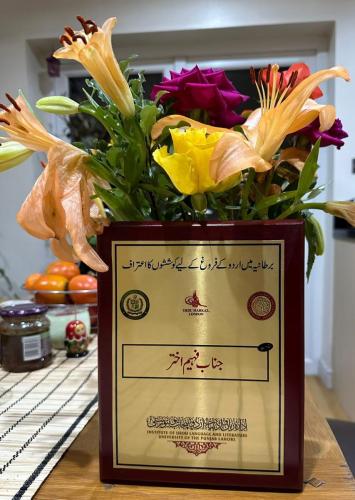 برطانیہ میں اردو کے فروغ کے لیے کوششوں کا اعتراف
URDU MARKAZ
LONDON
جناب فہیم اختر
INSTITUTE OF URDU LANGUAGE AND LITERATURE
UNIVERSITY OF THE PUNJAB LAHORE